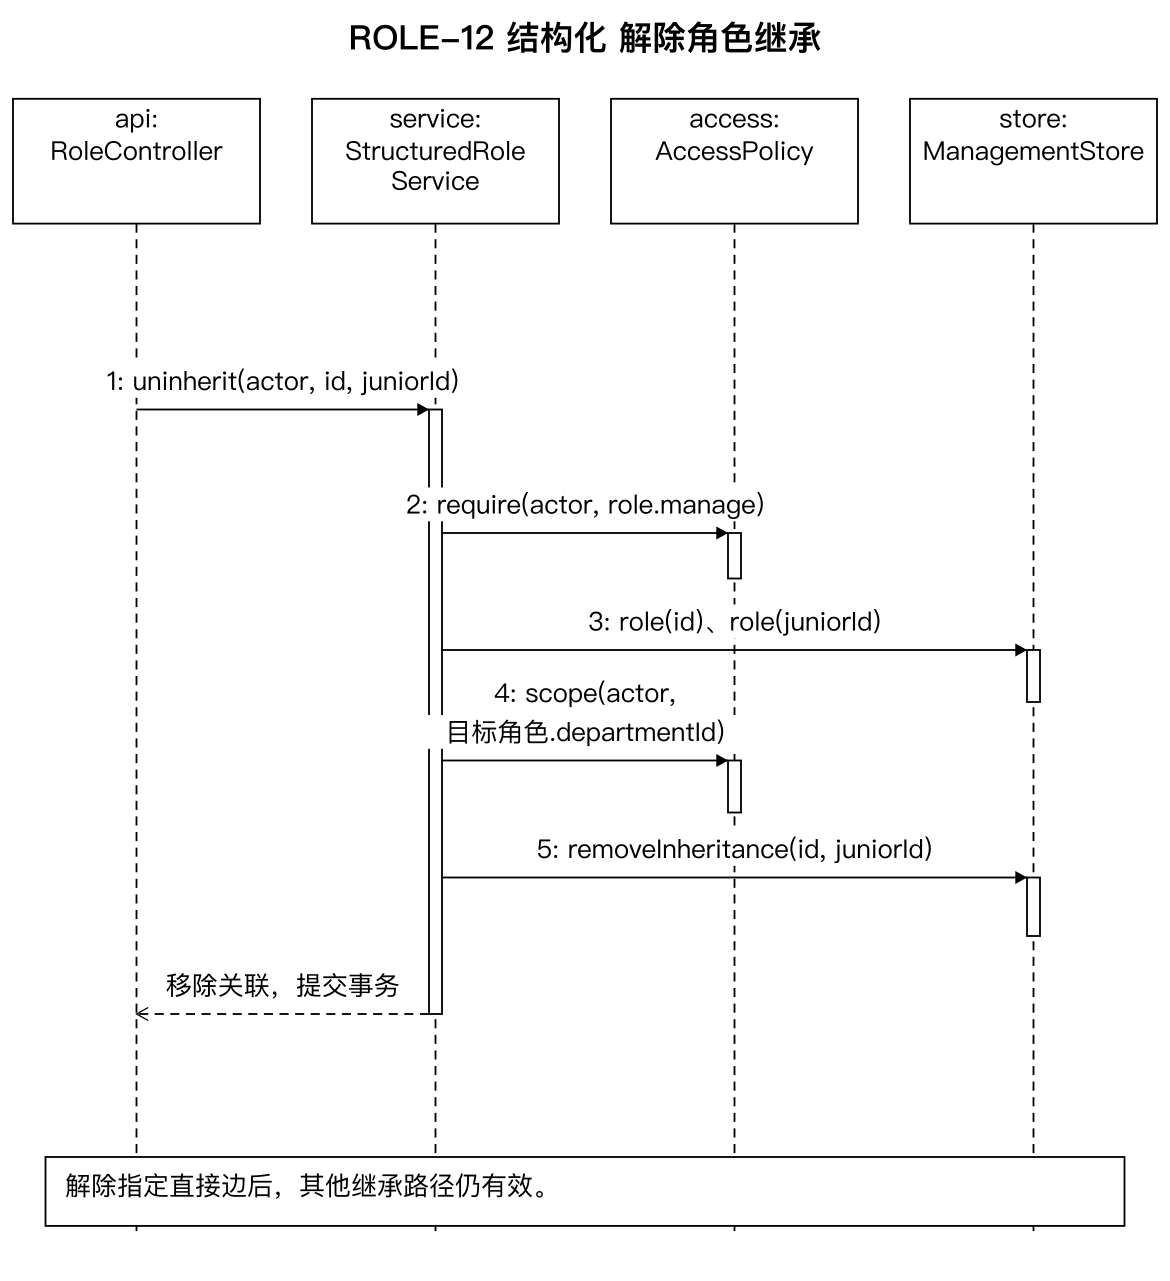 ROLE-12 结构化 解除角色继承
api:
RoleController
service:
StructuredRole
Service
access:
AccessPolicy
store:
ManagementStore
1: uninherit(actor, id, juniorId)
2: require(actor, role.manage)
3: role(id)、role(juniorId)
4: scope(actor,
目标角色.departmentId)
5: removeInheritance(id, juniorId)
移除关联，提交事务
解除指定直接边后，其他继承路径仍有效。